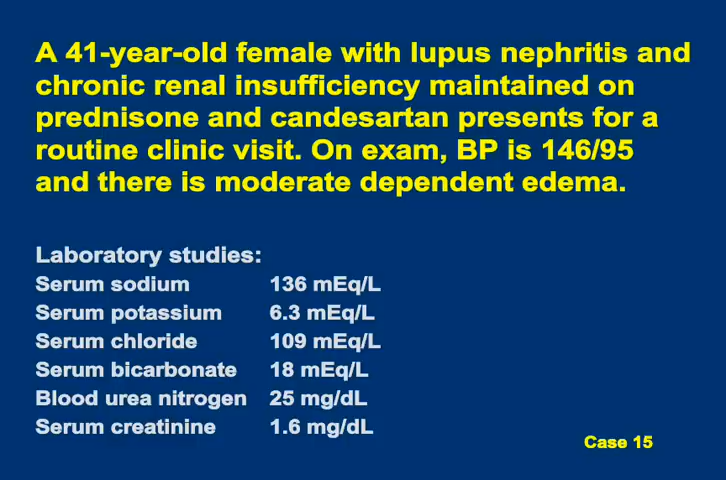 A 41-year-old female with lupus nephritis and
chronic renal insufficiency maintained on
prednisone and candesartan presents for a
routine clinic visit. On exam, BP is 146/95
and there is moderate dependent edema.
Laboratory studies:
Serum sodium 136 mEq/L
Serum potassium 6.3 mEq/L
Serum chloride 109 mEq/L
Serum bicarbonate 18 mEq/L
Blood urea nitrogen 25 mg/dL
Serum creatinine 1.6 mg/dL
Case 15